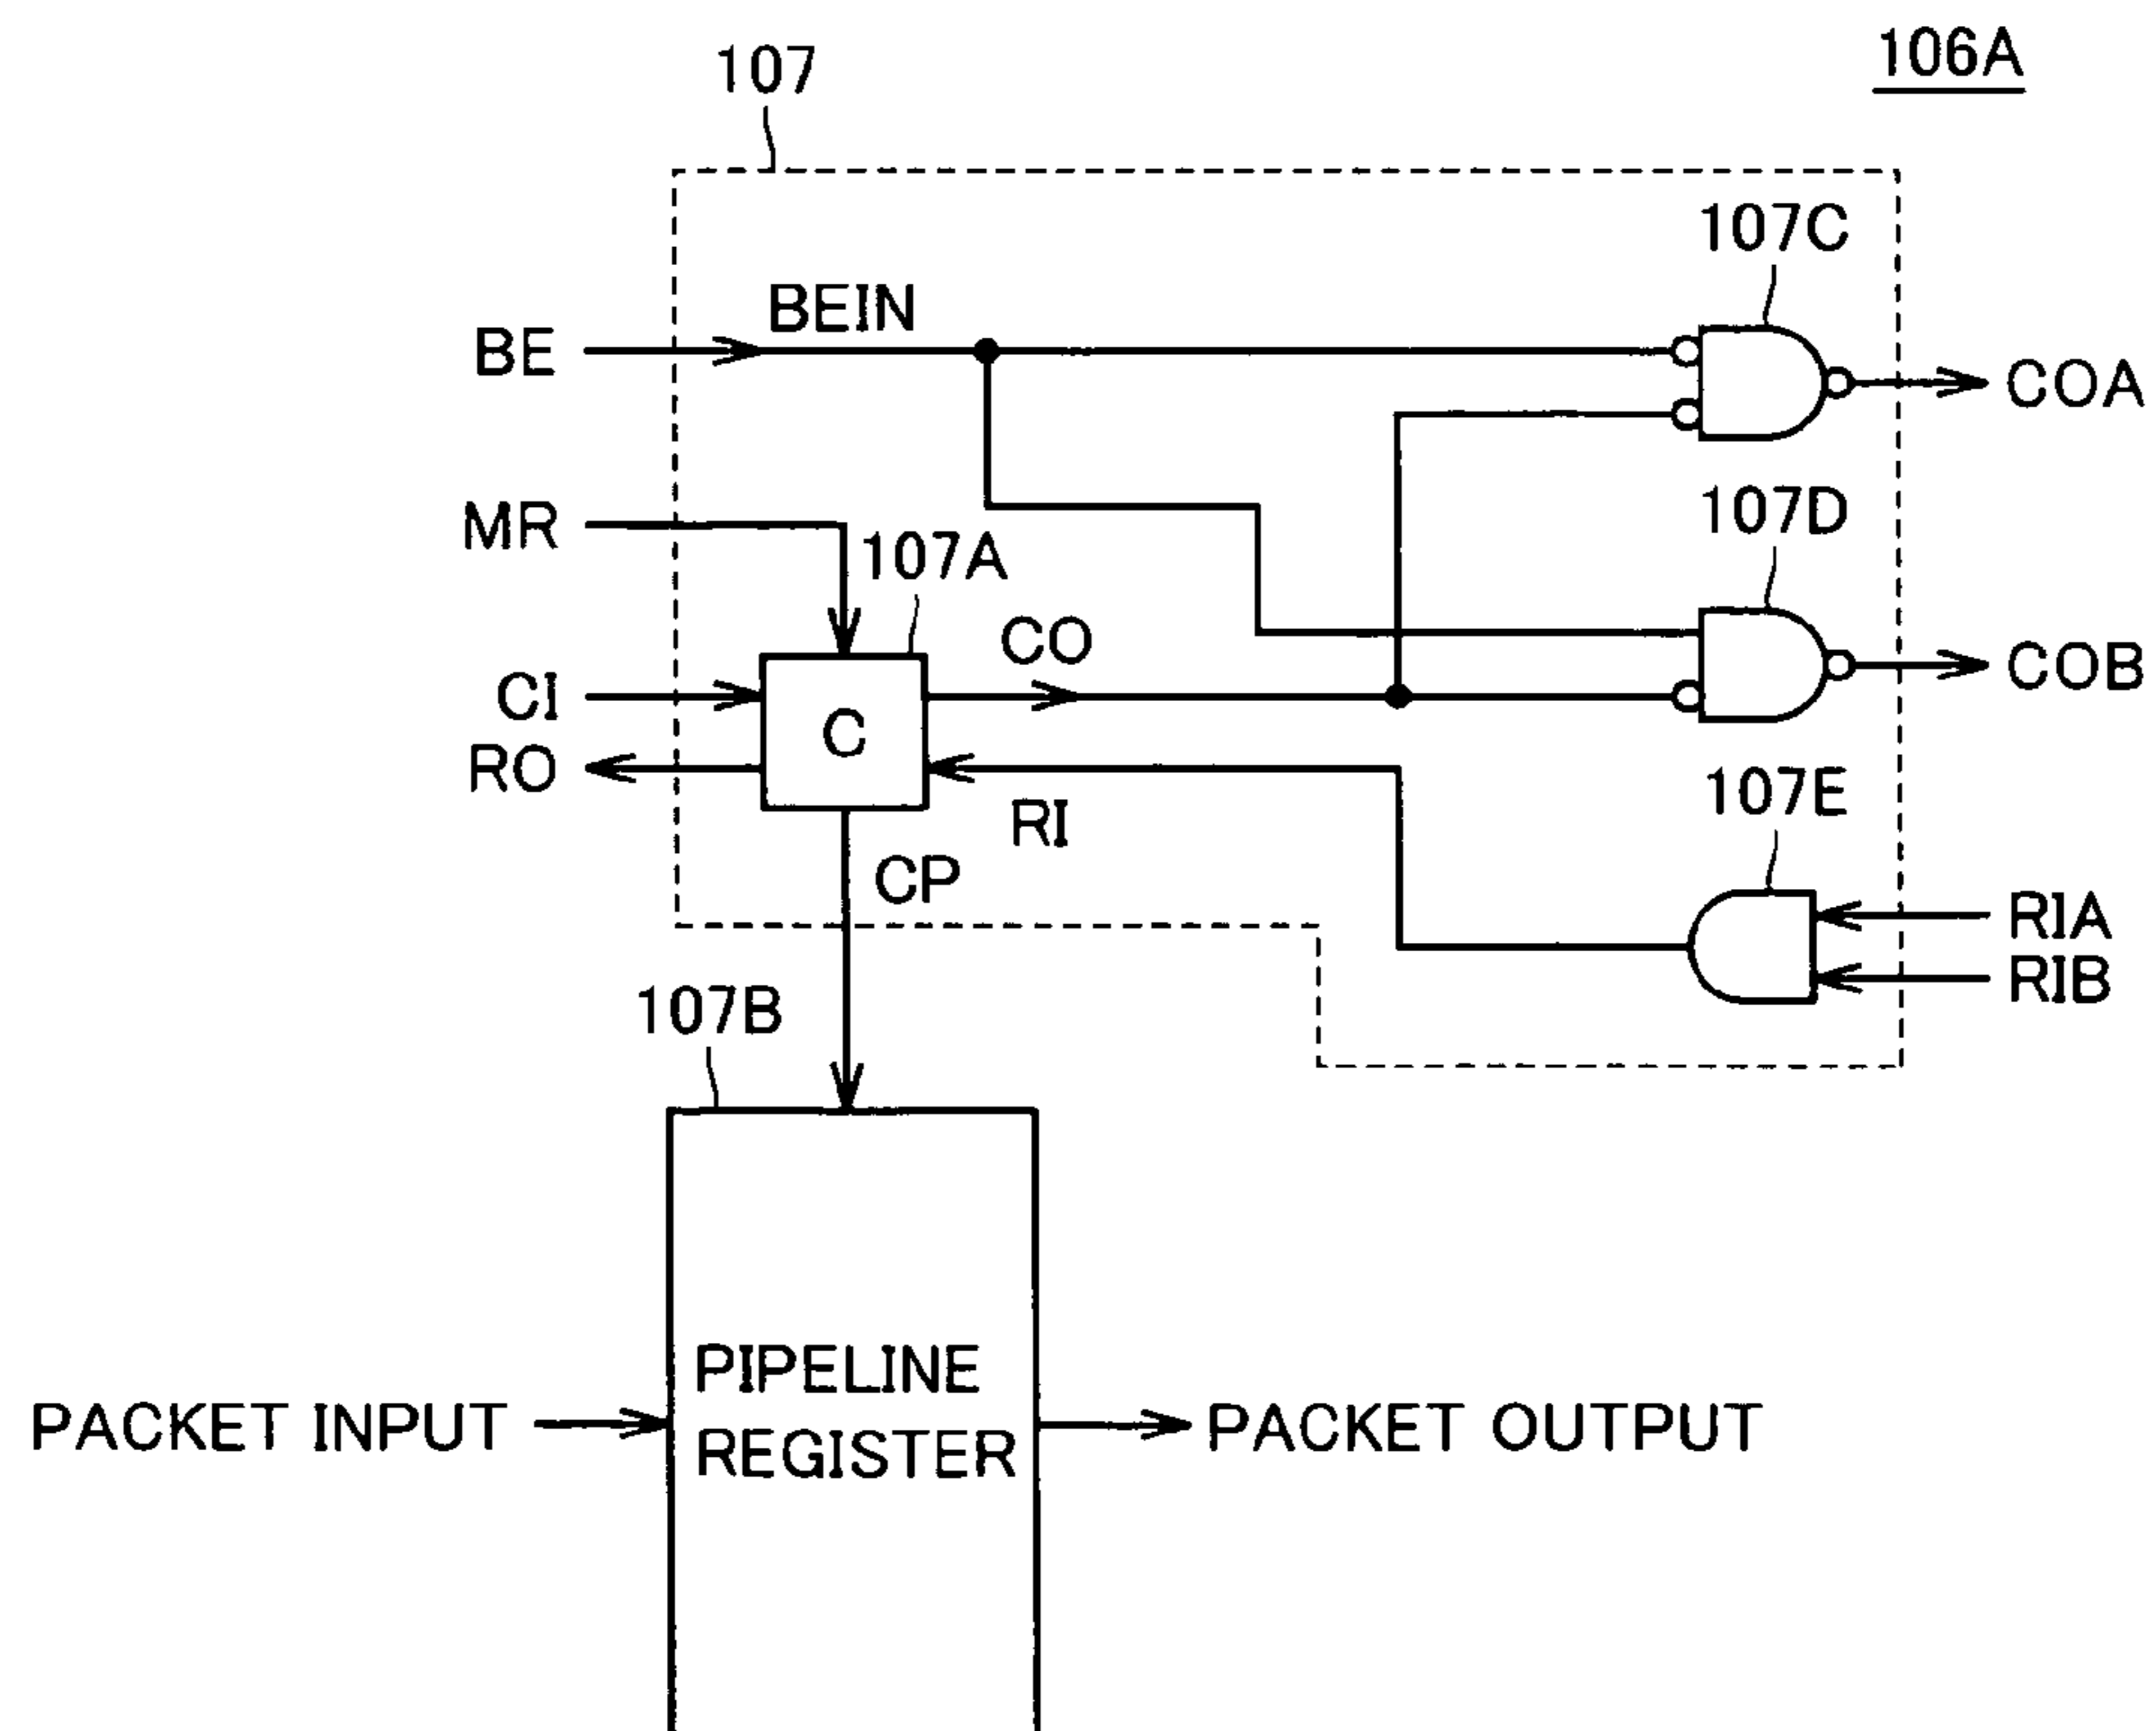 106A
107
107C
BEIN
BE
COA
107D
MR
107A
CO
CI
C
COB
RO
107E
RI
CP
RIA
RIB
107B
PIPELINE
PACKET INPUT
PACKET OUTPUT
REGISTER